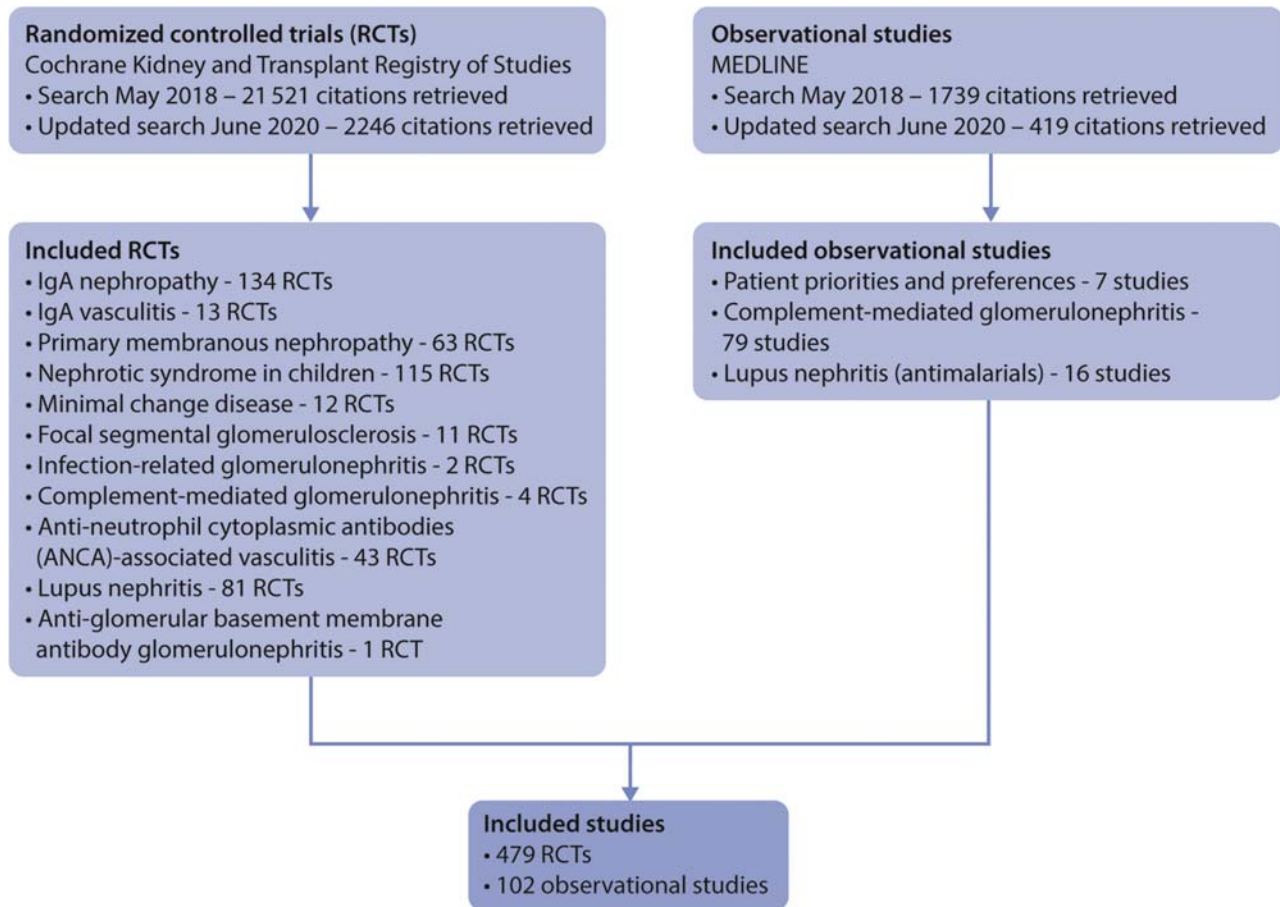 Randomized controlled trials (RCTs)
Cochrane Kidney and Transplant Registry of Studies
• Search May 2018 – 21 521 citations retrieved
• Updated search June 2020 – 2246 citations retrieved
Observational studies
MEDLINE
• Search May 2018 – 1739 citations retrieved
• Updated search June 2020 – 419 citations retrieved
Included RCTs
• IgA nephropathy - 134 RCTs
• IgA vasculitis - 13 RCTs
• Primary membranous nephropathy - 63 RCTs
• Nephrotic syndrome in children - 115 RCTs
• Minimal change disease - 12 RCTs
• Focal segmental glomerulosclerosis - 11 RCTs
• Infection-related glomerulonephritis - 2 RCTs
• Complement-mediated glomerulonephritis - 4 RCTs
• Anti-neutrophil cytoplasmic antibodies
(ANCA)-associated vasculitis - 43 RCTs
• Lupus nephritis - 81 RCTs
• Anti-glomerular basement membrane
antibody glomerulonephritis - 1 RCT
Included observational studies
• Patient priorities and preferences - 7 studies
• Complement-mediated glomerulonephritis -
79 studies
• Lupus nephritis (antimalarials) - 16 studies
Included studies
• 479 RCTs
• 102 observational studies